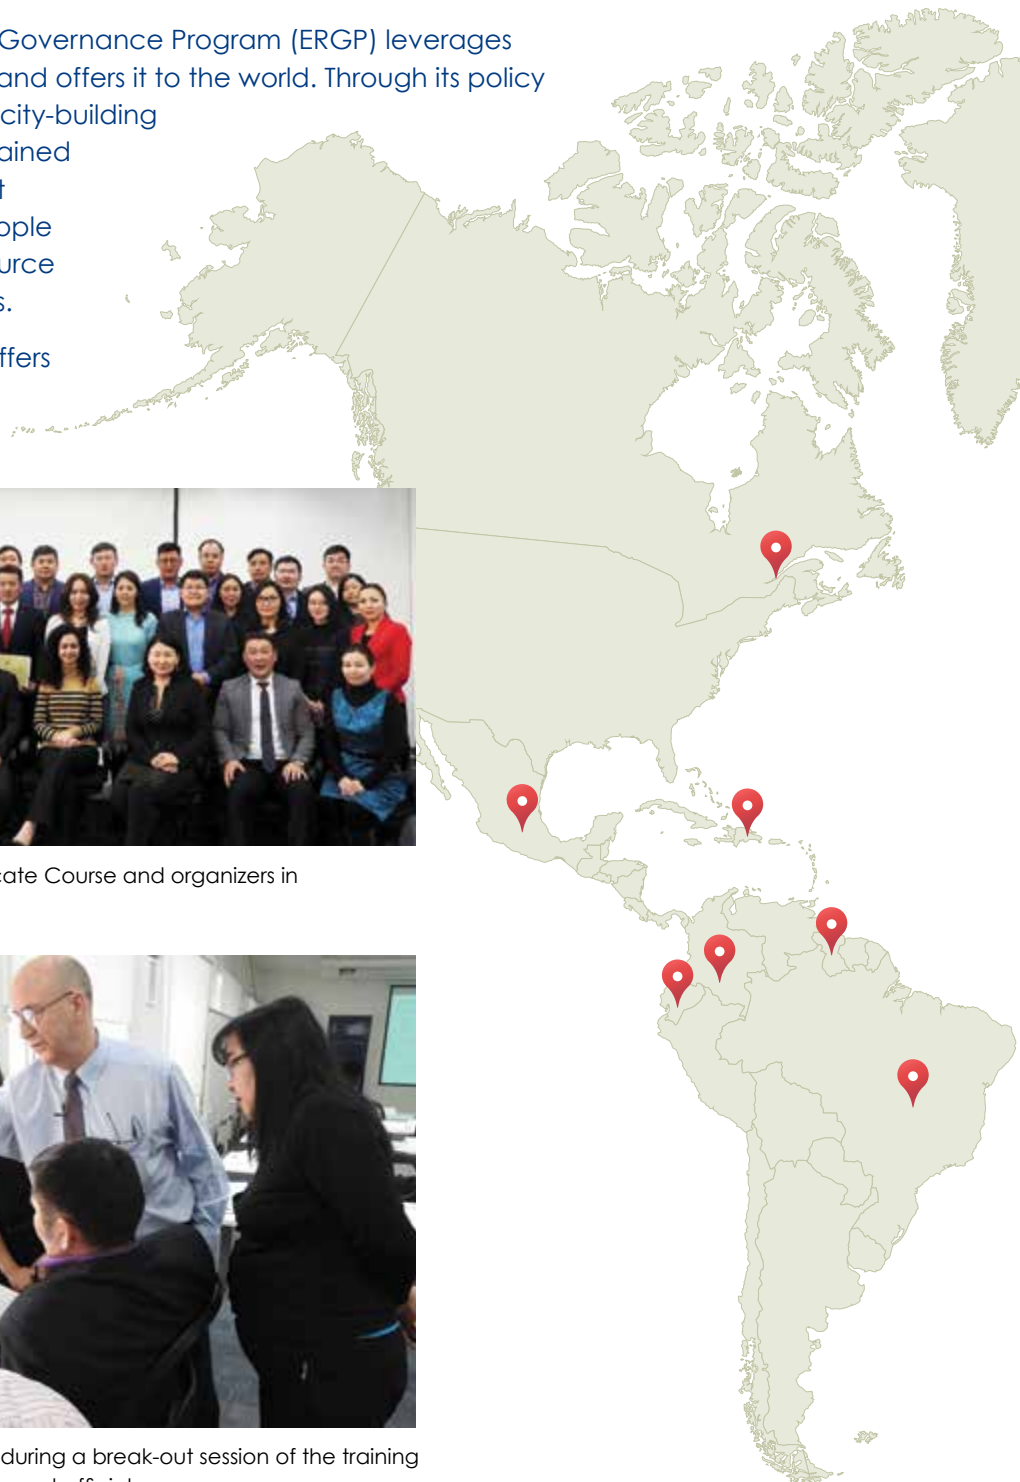 Governance Program (ERGP) leverages
and offers it to the world. Through its policy
city-building
ained
t
ople
urce
s.
ffers
cate Course and organizers in
during a break-out session of the training